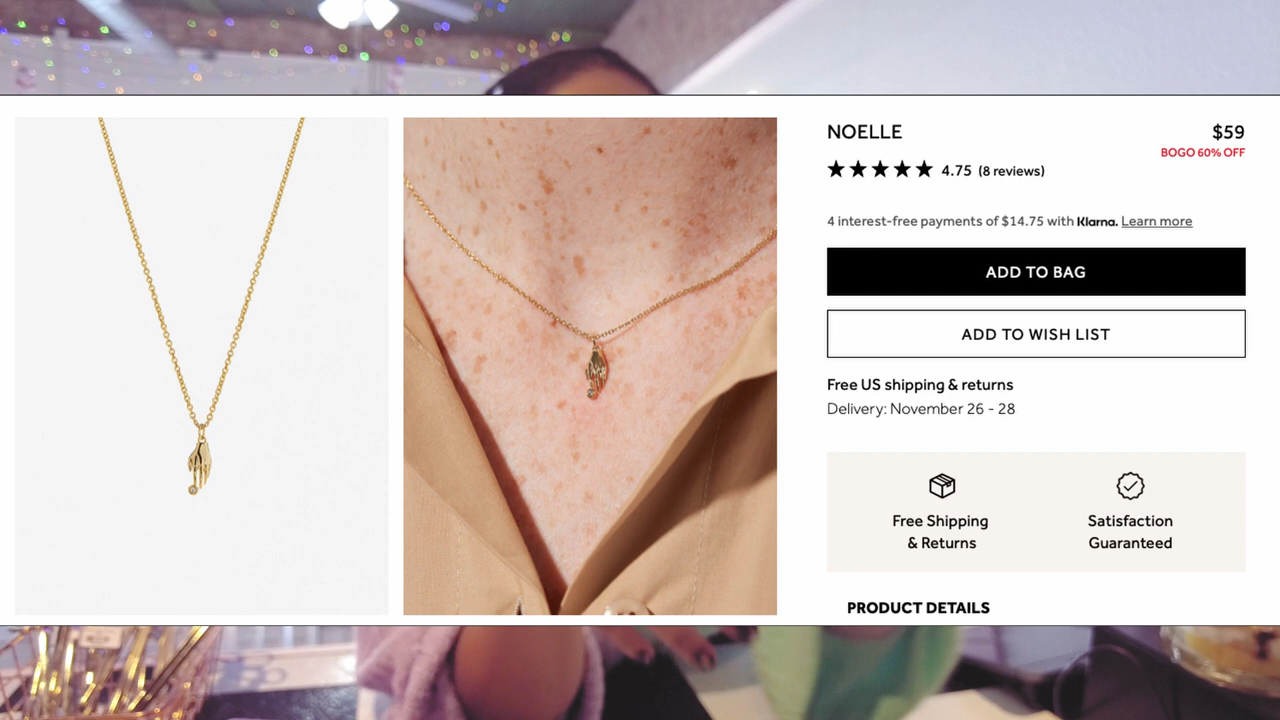 NOELLE
$59
BOGO 60% OFF
4.75 (8 reviews)
4 interest-free payments of $14.75 with Klarna. Learn more
ADD TO BAG
ADD TO WISH LIST
Free US shipping & returns
Delivery: November 26 - 28
Free Shipping
& Returns
Satisfaction
Guaranteed
PRODUCT DETAILS